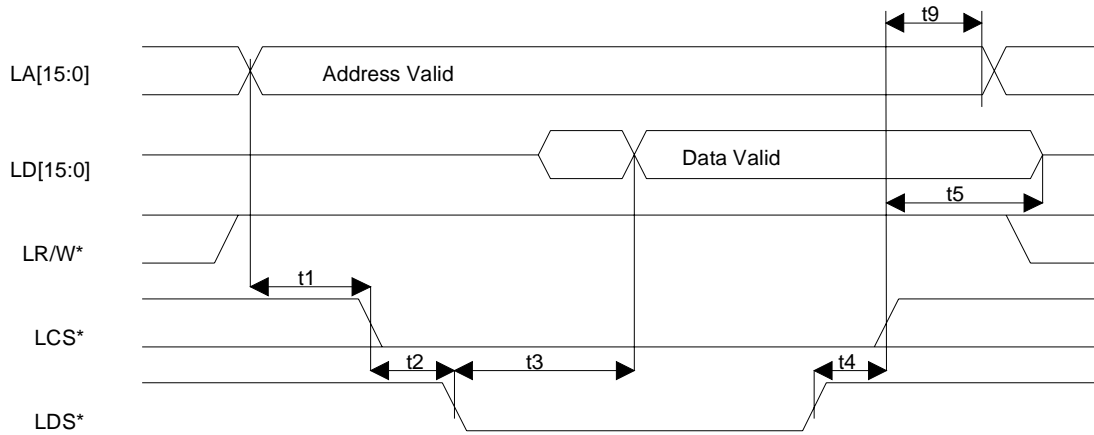 t9
LA[15:0]
Address Valid
LD[15:0]
Data Valid
t5
LR/W*
t1
LCS*
t2
t3
t4
LDS*